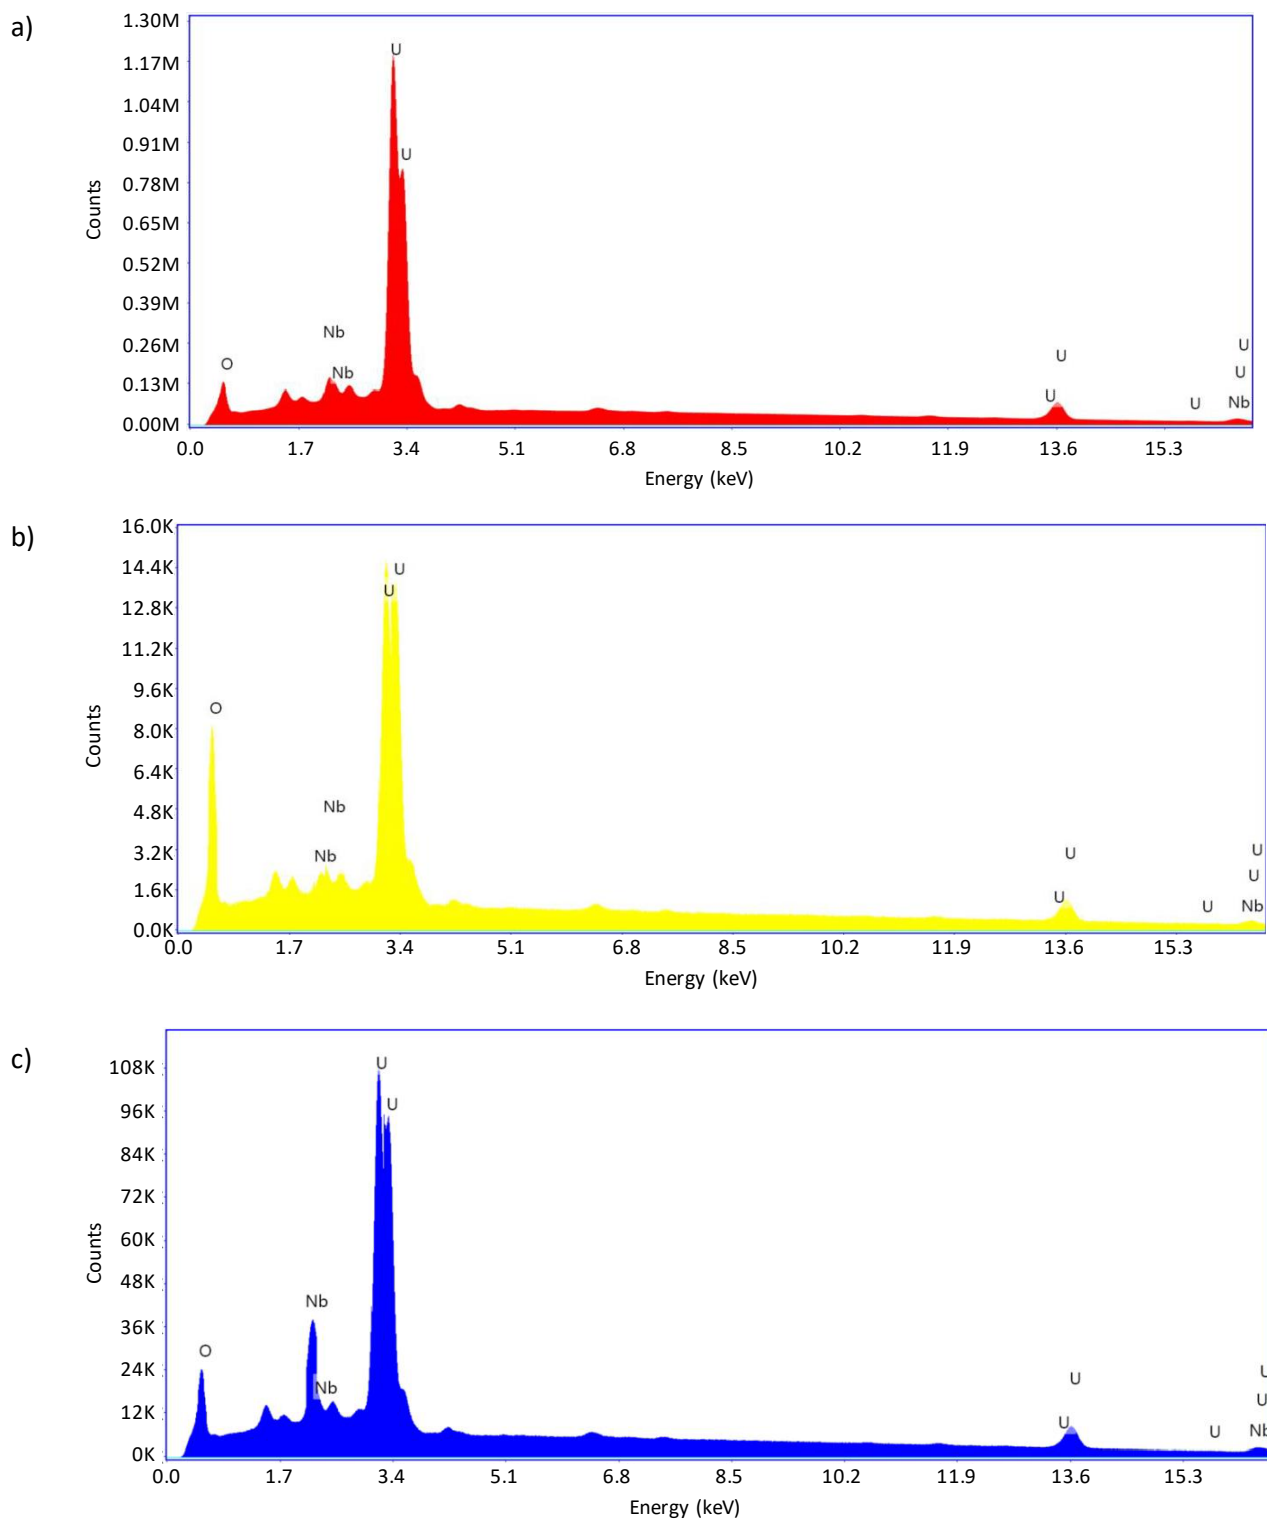 a)
1.30M
1.17M
1.04M
0.91M
0.78M
0.65M
0.52M
0.39M
0.26M
0.13M
0.00M
Counts
U
U
Nb
Nb
O
U
U
U
U
U
Nb
0.0 1.7 3.4 5.1 6.8 8.5 10.2 11.9 13.6 15.3
Energy (keV)
b)
16.0K
14.4K
12.8K
11.2K
9.6K
8.0K
6.4K
4.8K
3.2K
1.6K
0.0K
Counts
U
U
O
Nb
Nb
U
U
U
U
U
Nb
0.0 1.7 3.4 5.1 6.8 8.5 10.2 11.9 13.6 15.3
Energy (keV)
c)
108K
96K
84K
72K
60K
48K
36K
24K
12K
0K
Counts
U
U
Nb
O
Nb
U
U
U
U
U
Nb
0.0 1.7 3.4 5.1 6.8 8.5 10.2 11.9 13.6 15.3
Energy (keV)